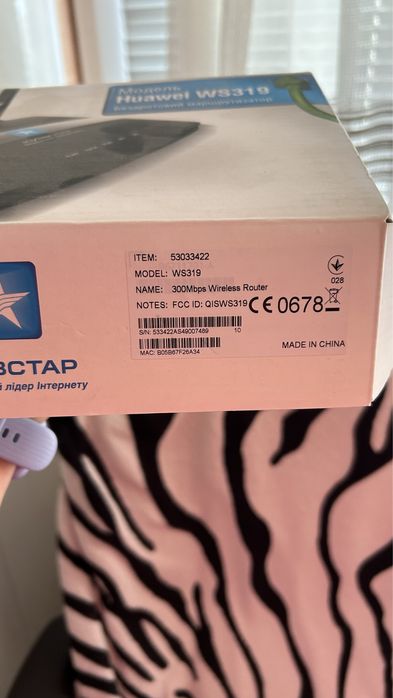 Модель
Huawei WS319
Бездротовий маршрутизатор
ITEM: 53033422
MODEL: WS319
NAME: 300Mbps Wireless Router
NOTES: FCC ID: QISWS319
CE 0678
028
S/N: 533422AS49007489 10
MAC: B05B67F26A34
MADE IN CHINA
ВСТАР
й лідер Інтернету